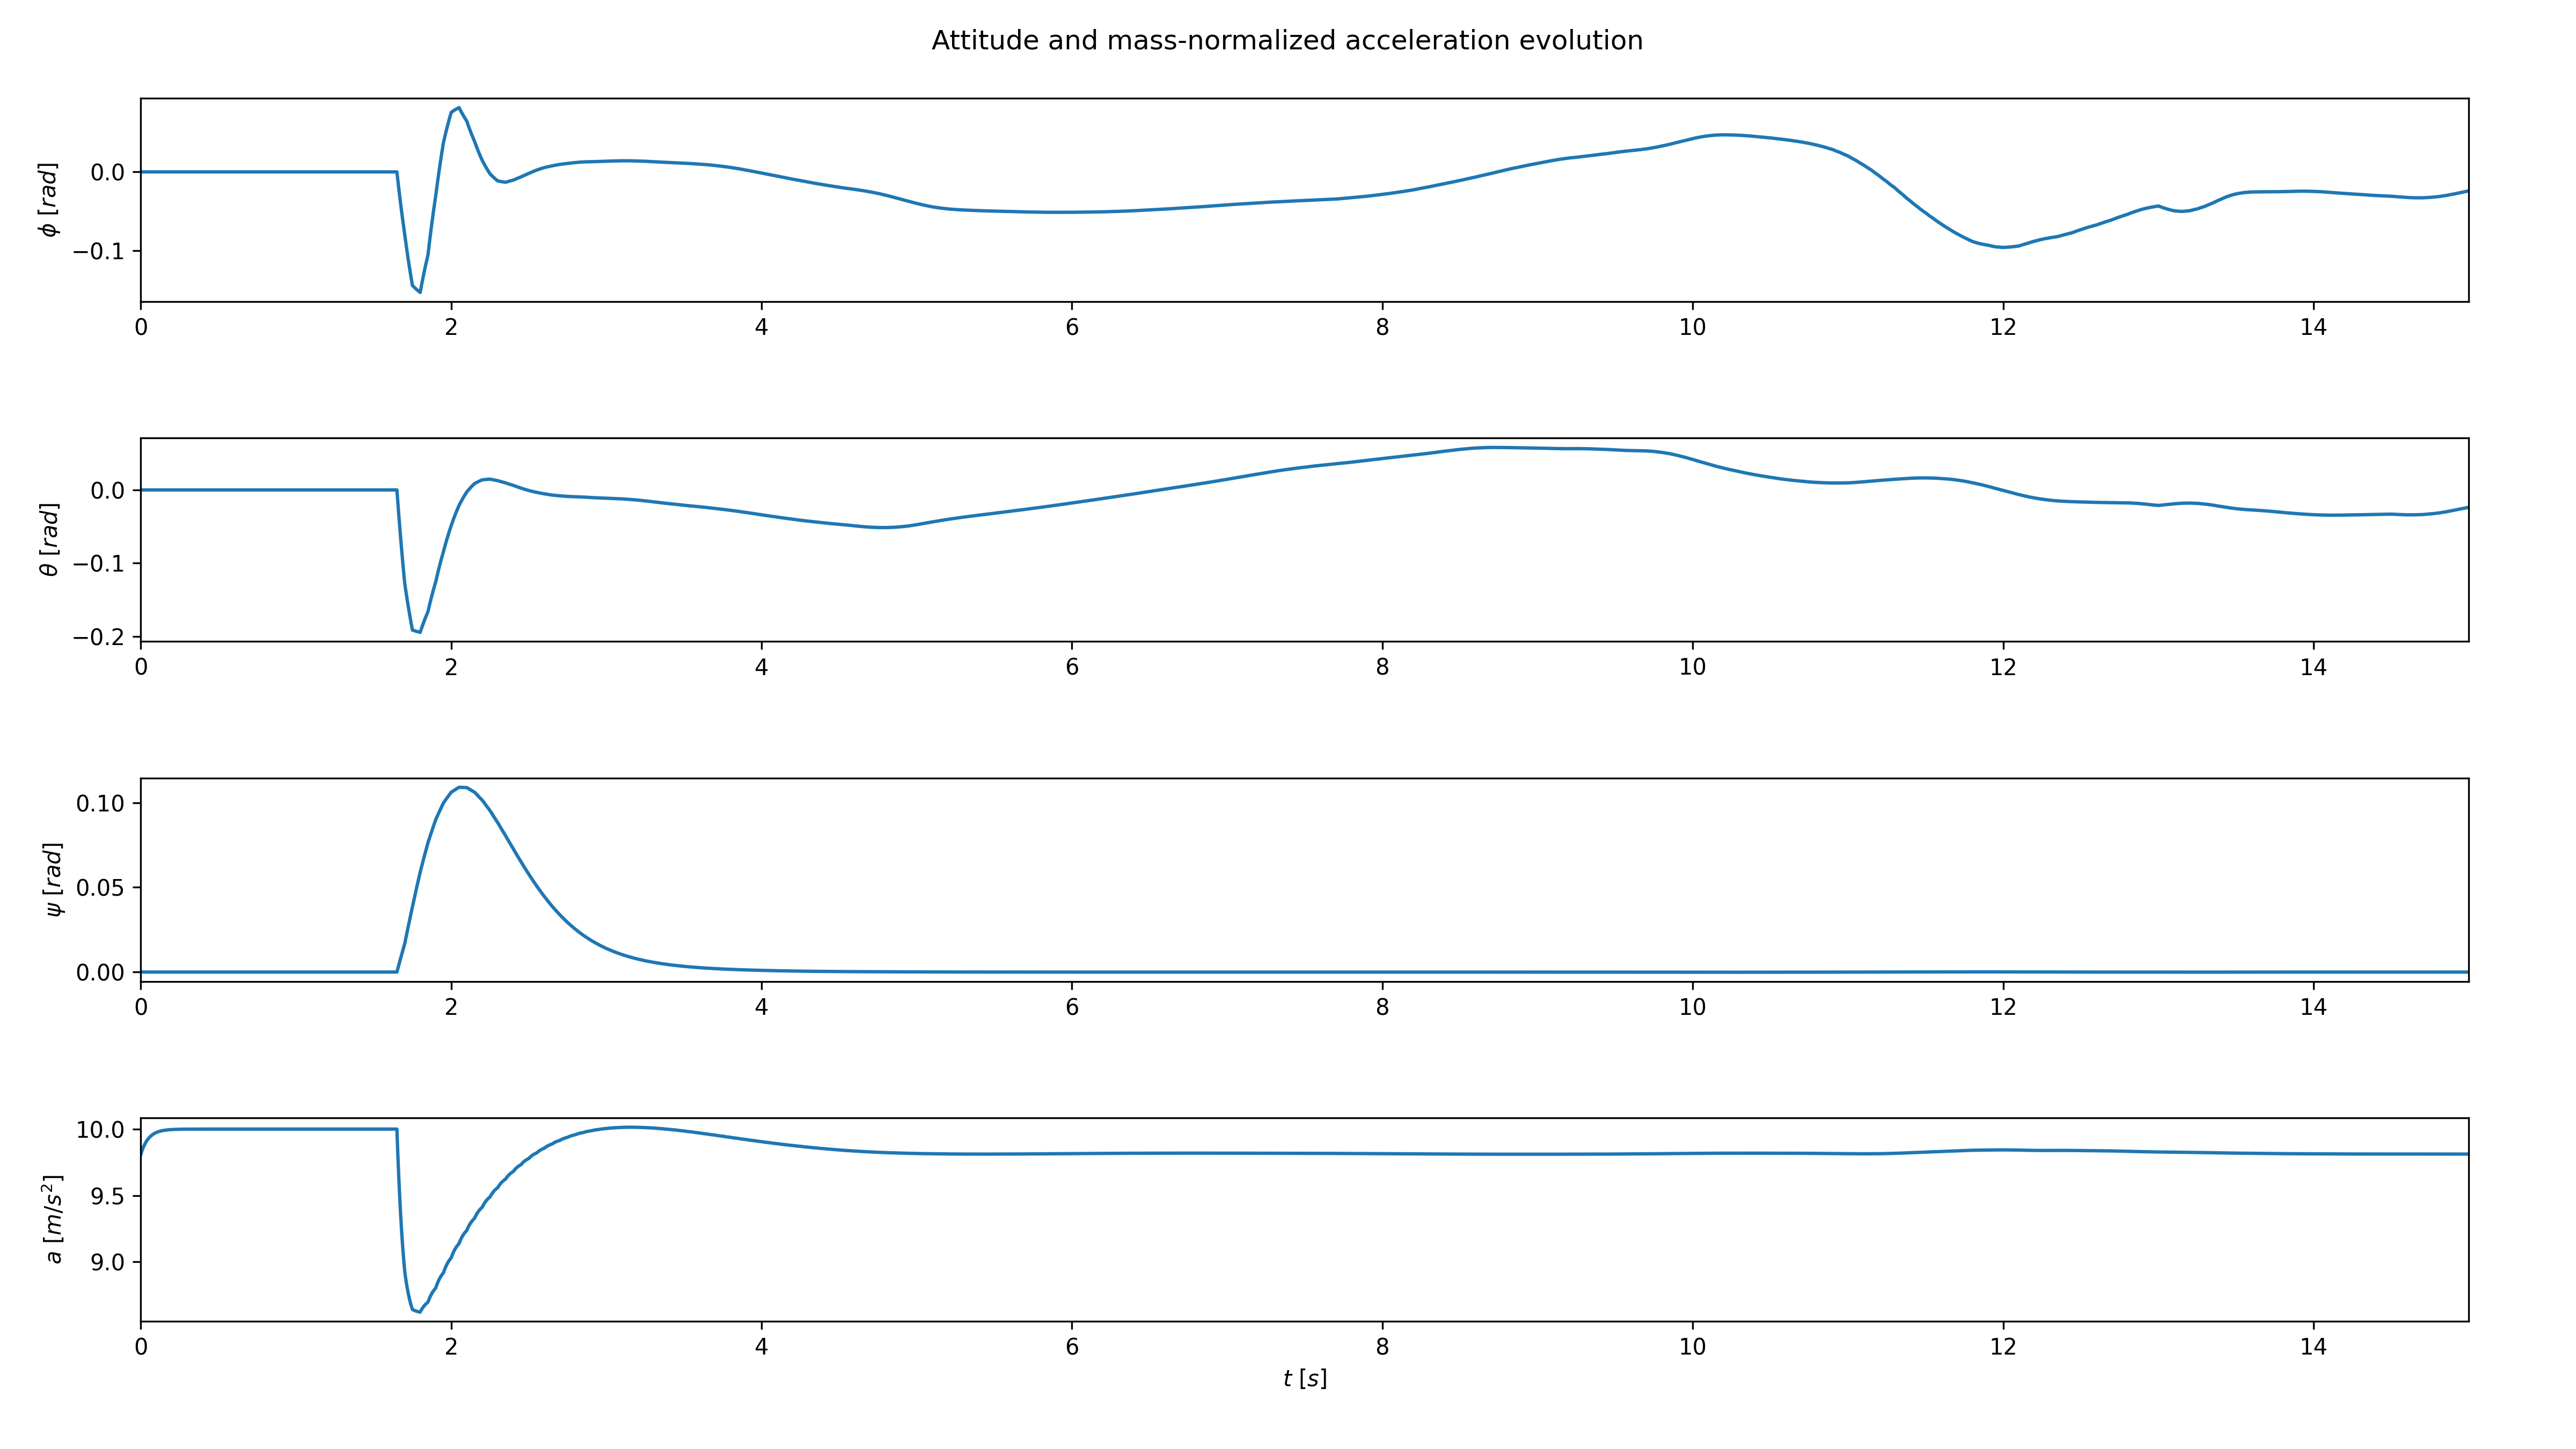 Attitude and mass-normalized acceleration evolution
ϕ [rad]
0.0
−0.1
0 2 4 6 8 10 12 14
θ [rad]
0.0
−0.1
−0.2
0 2 4 6 8 10 12 14
ψ [rad]
0.10
0.05
0.00
0 2 4 6 8 10 12 14
a [m/s²]
10.0
9.5
9.0
0 2 4 6 8 10 12 14
t [s]